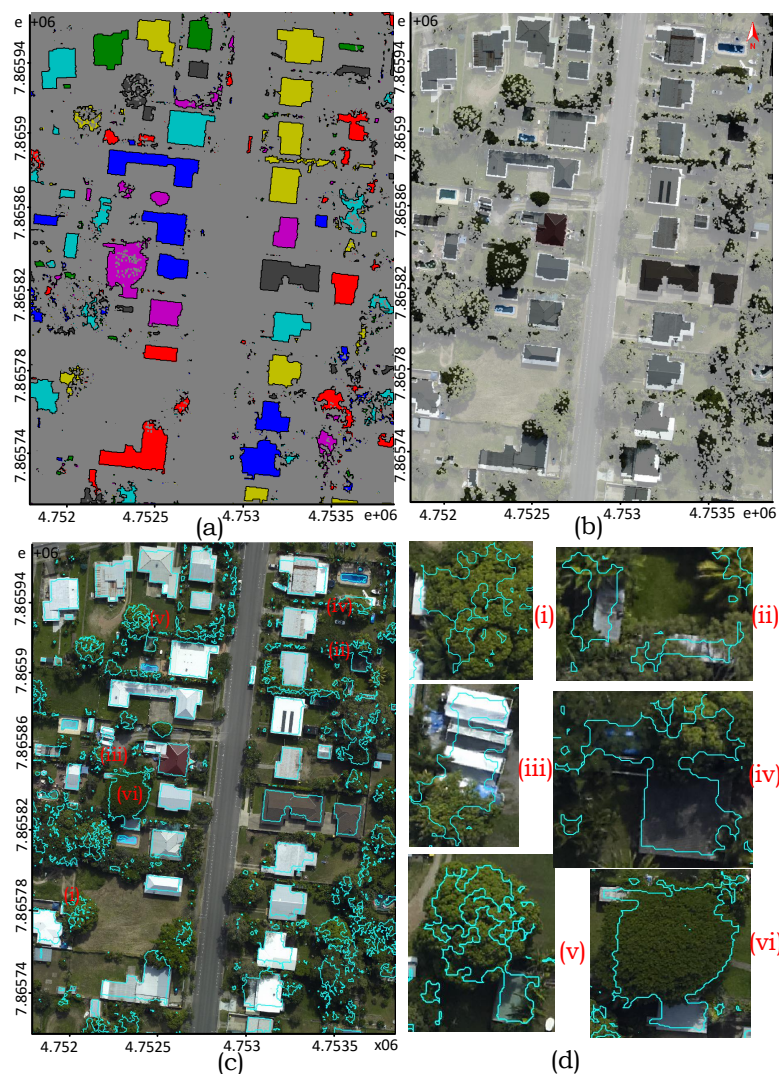 e +06
7.86594
7.8659
7.86586
7.86582
7.86578
7.86574
4.752 4.7525 4.753 4.7535 e+06
(a)
e +06
N
7.86594
7.8659
7.86586
7.86582
7.86578
7.86574
4.752 4.7525 4.753 4.7535 e+06
(b)
e +06
7.86594
7.8659
7.86586
7.86582
7.86578
7.86574
(v)
(iv)
(ii)
(iii)
(vi)
(i)
4.752 4.7525 4.753 4.7535 x06
(c)
(i)
(ii)
(iii)
(iv)
(v)
(vi)
(d)